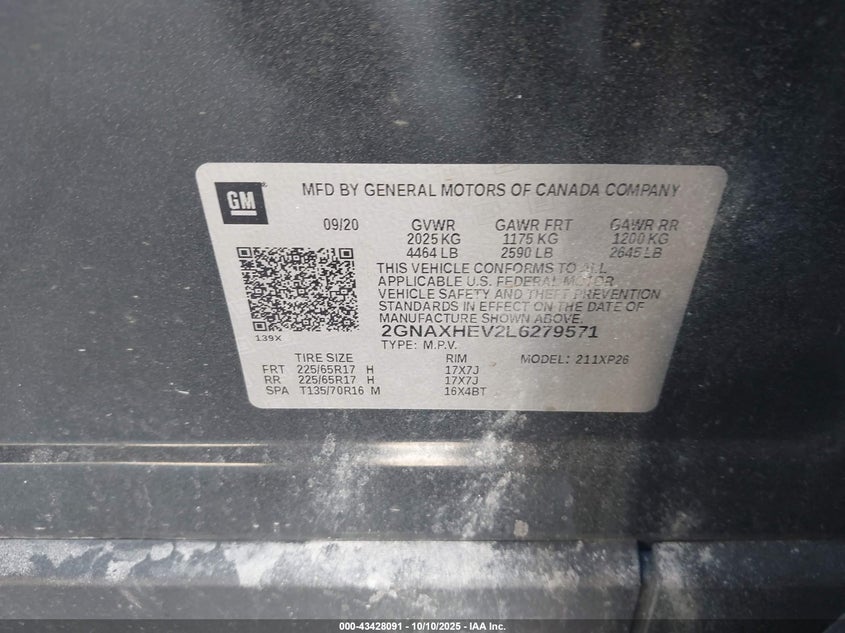 GM
MFD BY GENERAL MOTORS OF CANADA COMPANY
09/20 GVWR GAWR FRT GAWR RR
2025 KG 1175 KG 1200 KG
4464 LB 2590 LB 2645 LB
THIS VEHICLE CONFORMS TO ALL
APPLICABLE U.S. FEDERAL MOTOR
VEHICLE SAFETY AND THEFT PREVENTION
STANDARDS IN EFFECT ON THE DATE OF
MANUFACTURE SHOWN ABOVE.
2GNAXHEV2L6279571
139X
TYPE: M.P.V.
TIRE SIZE RIM MODEL: 211XP26
FRT 225/65R17 H 17X7J
RR 225/65R17 H 17X7J
SPA T135/70R16 M 16X4BT
000-43428091 - 10/10/2025 - IAA Inc.